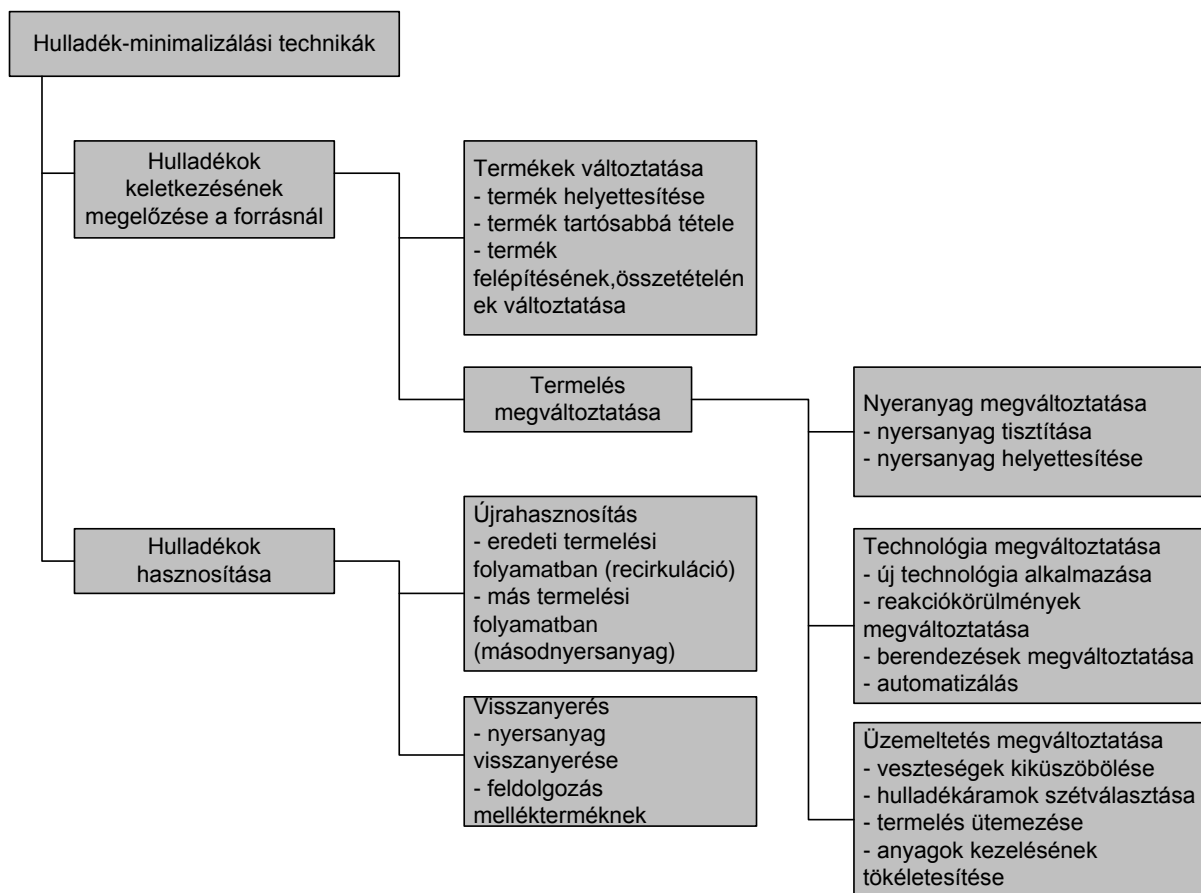 Hulladék-minimalizálási technikák
Hulladékok
keletkezésének
megelőzése a forrásnál
Termékek változtatása
- termék helyettesítése
- termék tartósabbá tétele
- termék
felépítésének,összetételén
ek változtatása
Termelés
megváltoztatása
Nyeranyag megváltoztatása
- nyersanyag tisztítása
- nyersanyag helyettesítése
Technológia megváltoztatása
- új technológia alkalmazása
- reakciókörülmények
megváltoztatása
- berendezések megváltoztatása
- automatizálás
Üzemeltetés megváltoztatása
- veszteségek kiküszöbölése
- hulladékáramok szétválasztása
- termelés ütemezése
- anyagok kezelésének
tökéletesítése
Hulladékok
hasznosítása
Újrahasznosítás
- eredeti termelési
folyamatban (recirkuláció)
- más termelési
folyamatban
(másodnyersanyag)
Visszanyerés
- nyersanyag
visszanyerése
- feldolgozás
mellékterméknek